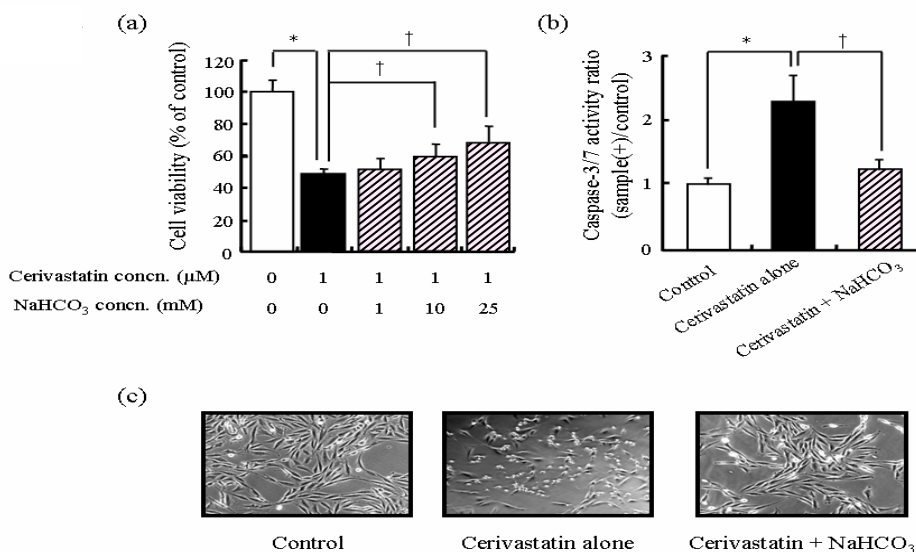 (a)
Cell viability (% of control)
120
100
80
60
40
20
0
*
†
†
Cerivastatin concn. (µM) 0 1 1 1 1
NaHCO₃ concn. (mM) 0 0 1 10 25
(b)
Caspase-3/7 activity ratio
(sample(+)/control)
3
2
1
0
*
†
Control
Cerivastatin alone
Cerivastatin + NaHCO₃
(c)
Control Cerivastatin alone Cerivastatin + NaHCO₃